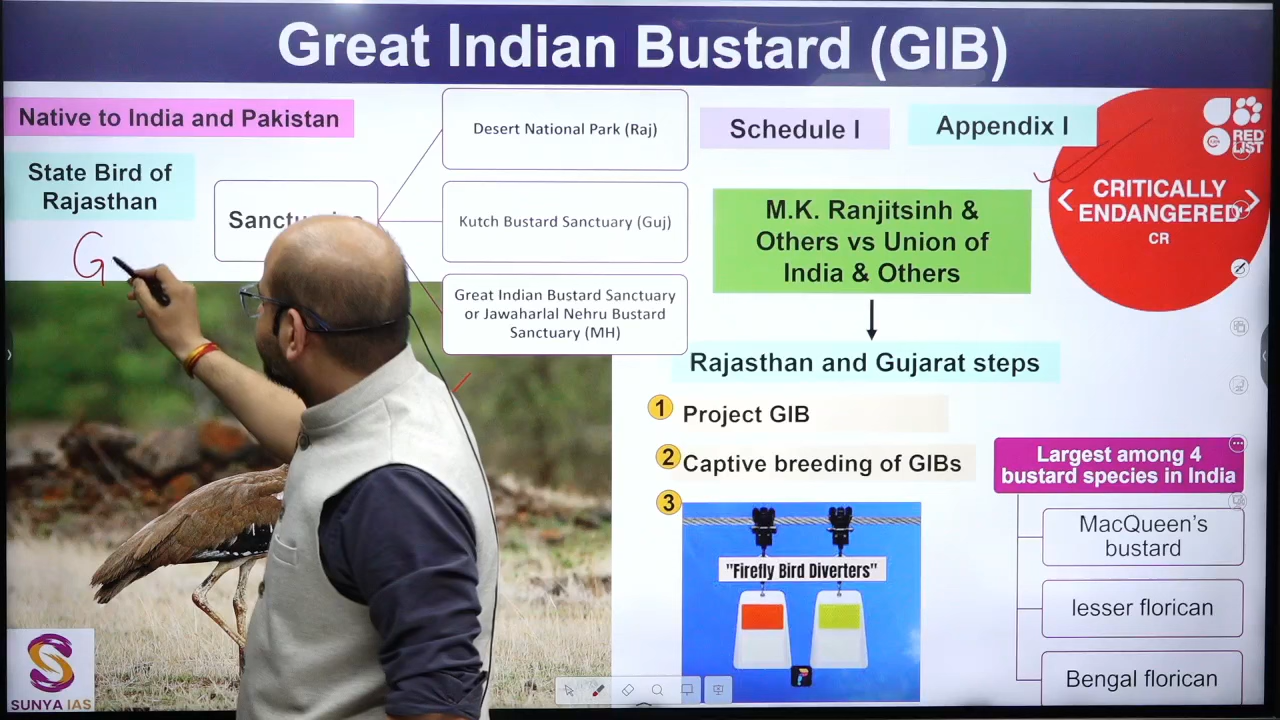 Great Indian Bustard (GIB)
Native to India and Pakistan
State Bird of
Rajasthan
G
Desert National Park (Raj)
Kutch Bustard Sanctuary (Guj)
Great Indian Bustard Sanctuary
or Jawaharlal Nehru Bustard
Sanctuary (MH)
Schedule I
Appendix I
RED
LIST
CRITICALLY
ENDANGERED
CR
M.K. Ranjitsinh &
Others vs Union of
India & Others
Rajasthan and Gujarat steps
1 Project GIB
2 Captive breeding of GIBs
3
"Firefly Bird Diverters"
Largest among 4
bustard species in India
MacQueen's
bustard
lesser florican
Bengal florican
SUNYA IAS